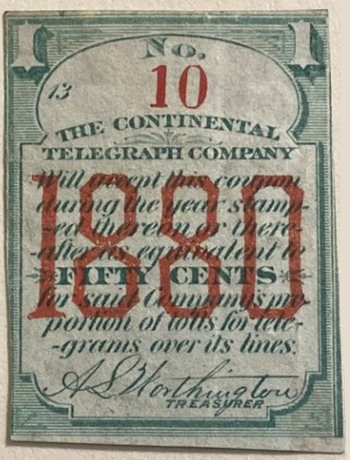 1 No. 1
13 10
THE CONTINENTAL
TELEGRAPH COMPANY
Will accept this coupon,
during the year stamp-
-ed thereon or there-
-after as equivalent to
FIFTY CENTS
for said Company's pro
portion of tolls for tele-
-grams over its lines.
1880
A S Worthington
TREASURER